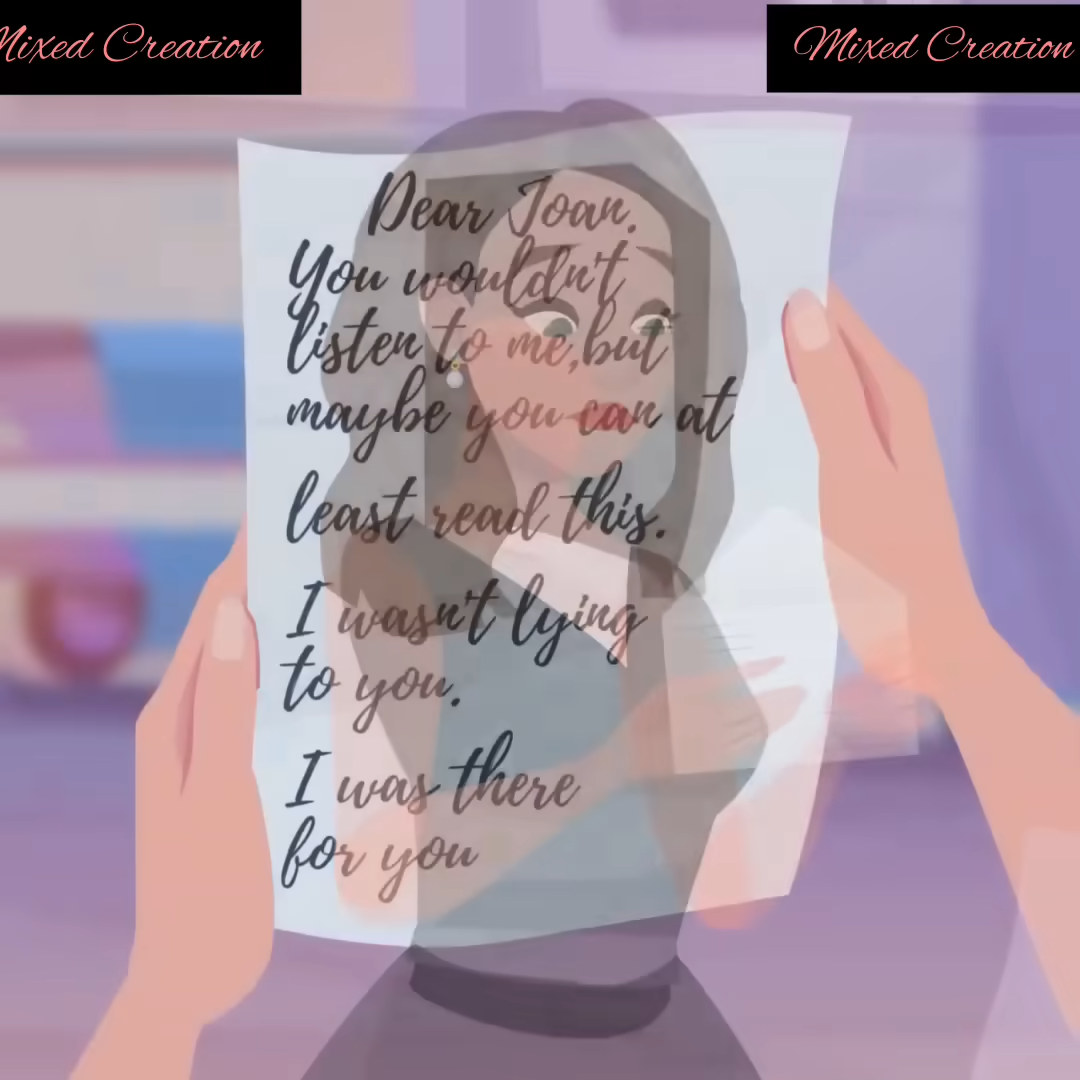 Mixed Creation Mixed Creation
Dear Joan.
You wouldn't
listen to me,but
maybe you can at
least read this.
I wasn't lying
to you.
I was there
for you